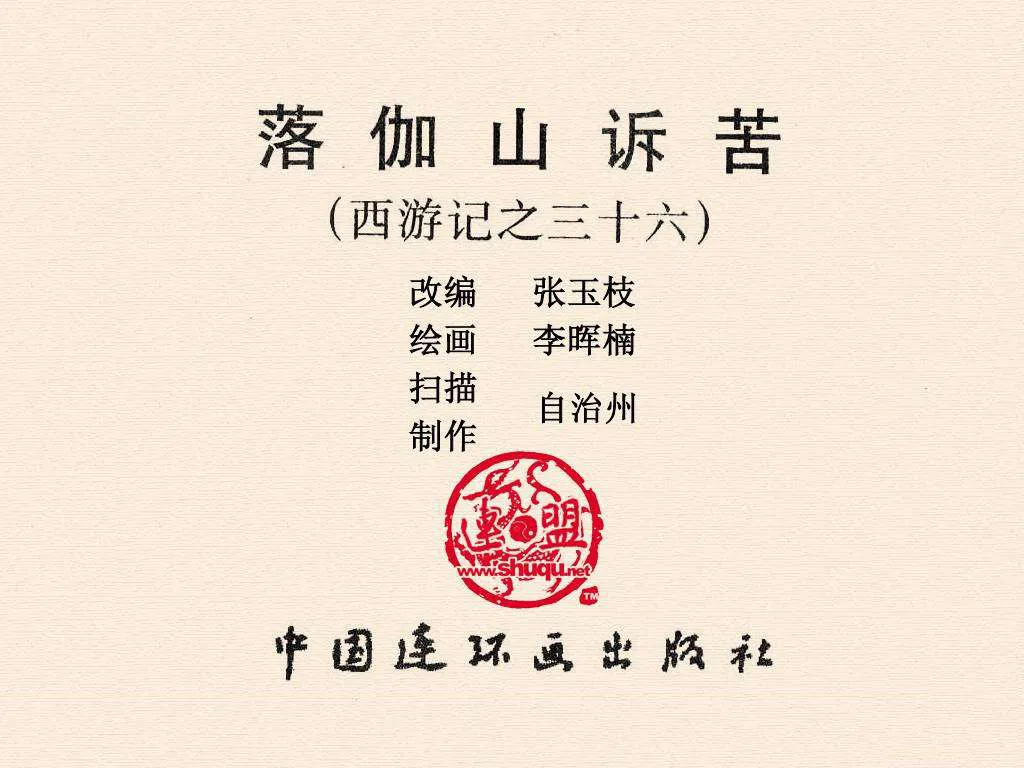 落伽山诉苦
(西游记之三十六)
改编 张玉枝
绘画 李晖楠
扫描
制作 自治州
連盟
www.shuqu.net
TM
中国连环画出版社